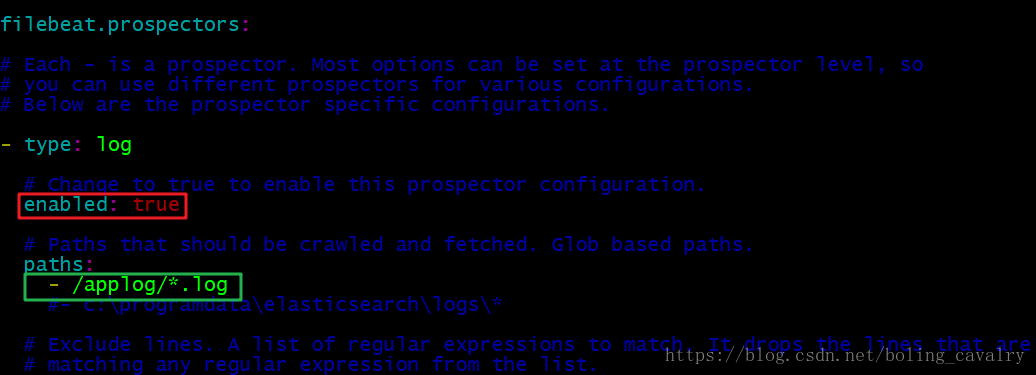 filebeat.prospectors:
# Each - is a prospector. Most options can be set at the prospector level, so
# you can use different prospectors for various configurations.
# Below are the prospector specific configurations.
- type: log
# Change to true to enable this prospector configuration.
enabled: true
# Paths that should be crawled and fetched. Glob based paths.
paths:
- /applog/*.log
#- c:\programdata\elasticsearch\logs\*
# Exclude lines. A list of regular expressions to match. It drops the lines that are
# matching any regular expression from the list.
https://blog.csdn.net/boling_cavalry